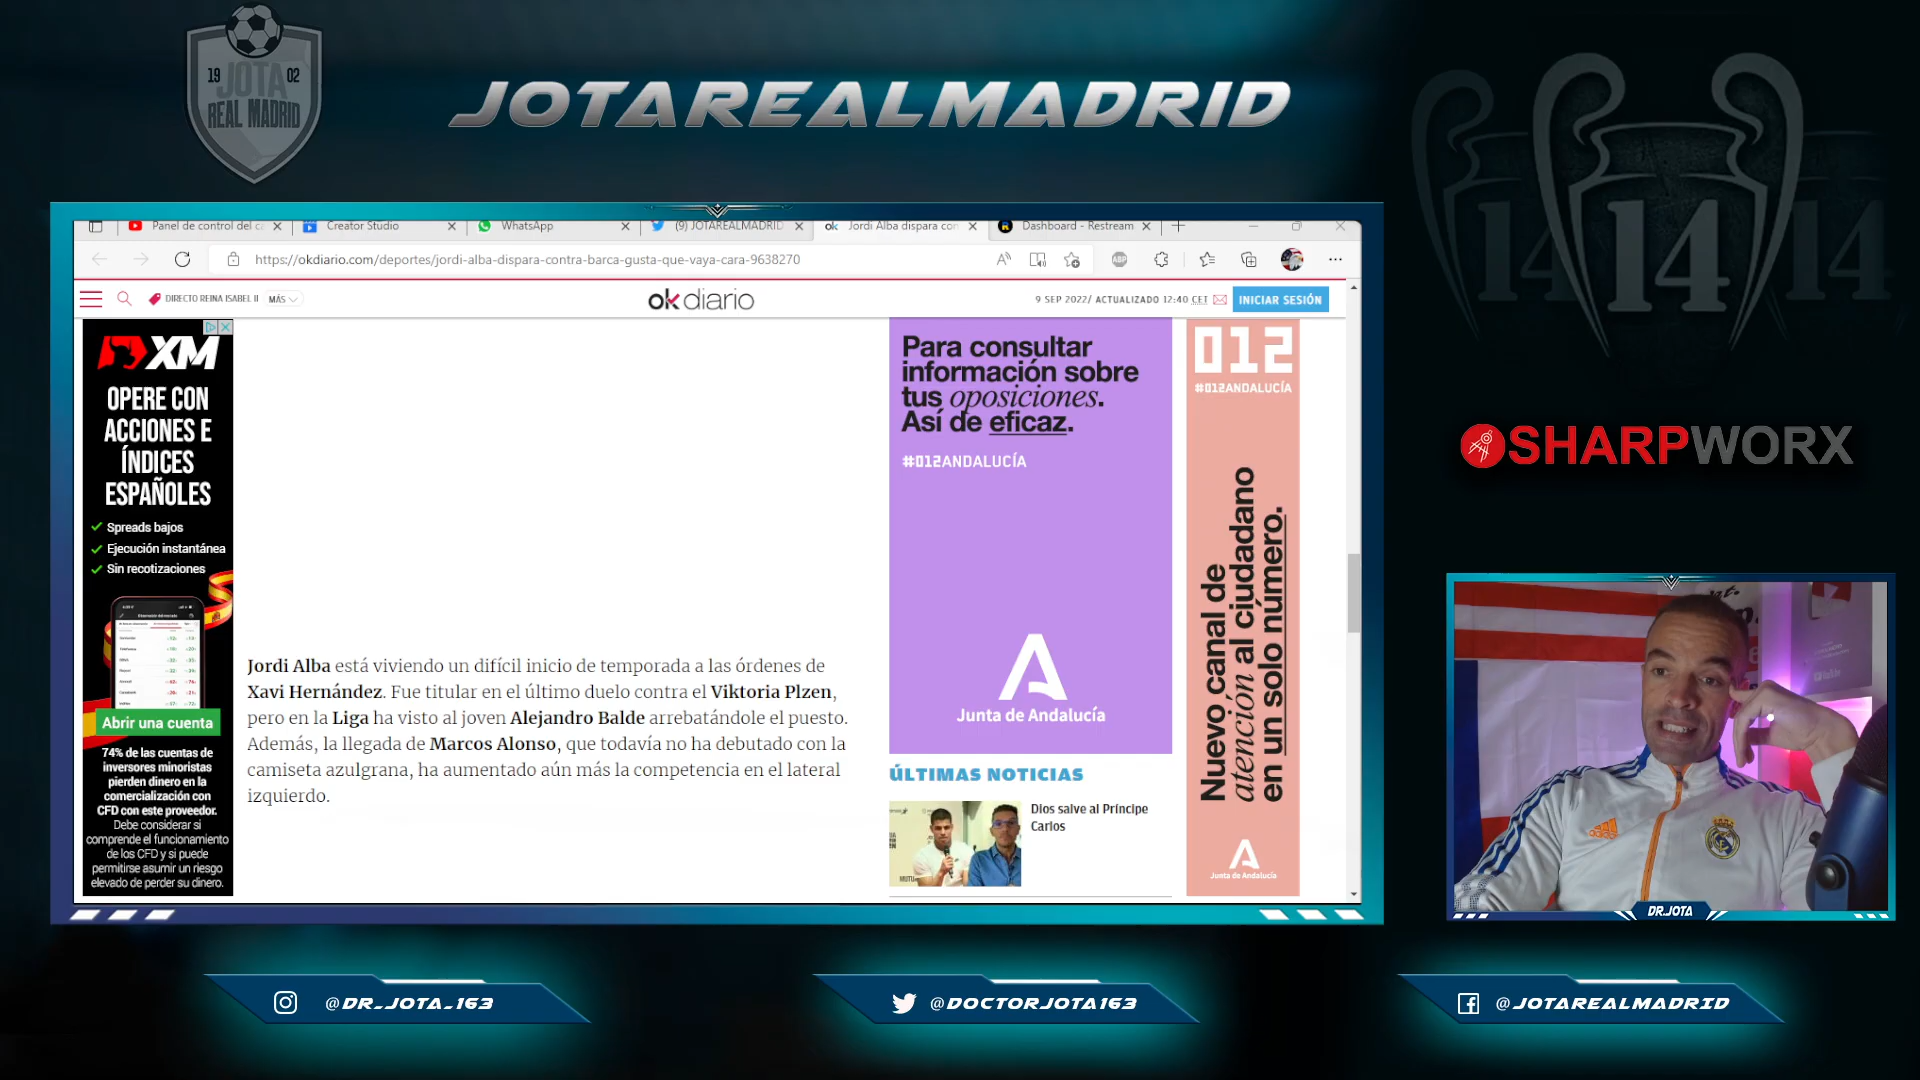 19 02
JOTA
REAL MADRID
JOTAREALMADRID
14 14 14
Panel de control del ca
Creator Studio
WhatsApp
(9) JOTAREALMADRID
ok Jordi Alba dispara con
Dashboard - Restream
https://okdiario.com/deportes/jordi-alba-dispara-contra-barca-gusta-que-vaya-cara-9638270
ABP
DIRECTO REINA ISABEL II MÁS
okdiario
9 SEP 2022/ ACTUALIZADO 12:40 CET
INICIAR SESIÓN
XM
OPERE CON
ACCIONES E
ÍNDICES
ESPAÑOLES
Spreads bajos
Ejecución instantánea
Sin recotizaciones
Abrir una cuenta
74% de las cuentas de
inversores minoristas
pierden dinero en la
comercialización con
CFD con este proveedor.
Debe considerar si
comprende el funcionamiento
de los CFD y si puede
permitirse asumir un riesgo
elevado de perder su dinero.
Jordi Alba está viviendo un difícil inicio de temporada a las órdenes de
Xavi Hernández. Fue titular en el último duelo contra el Viktoria Plzen,
pero en la Liga ha visto al joven Alejandro Balde arrebatándole el puesto.
Además, la llegada de Marcos Alonso, que todavía no ha debutado con la
camiseta azulgrana, ha aumentado aún más la competencia en el lateral
izquierdo.
Para consultar
información sobre
tus oposiciones.
Así de eficaz.
#012ANDALUCÍA
Junta de Andalucía
ÚLTIMAS NOTICIAS
Dios salve al Príncipe
Carlos
012
#012ANDALUCÍA
Nuevo canal de
atención al ciudadano
en un solo número.
Junta de Andalucía
SHARPWORX
adidas
DR.JOTA
@DR_JOTA_163
@DOCTORJOTA163
@JOTAREALMADRID